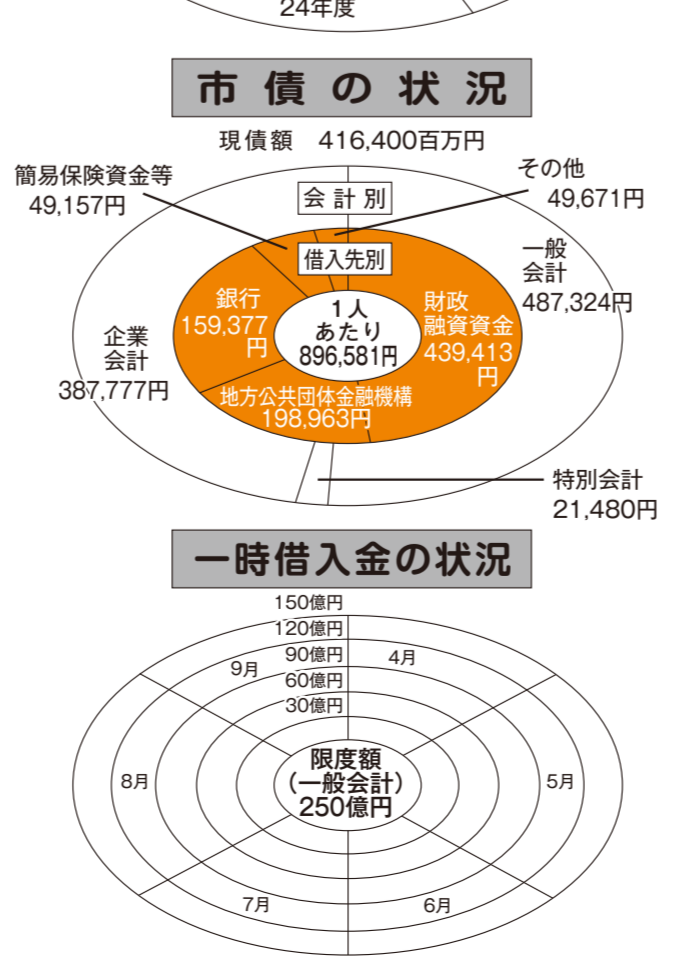 24年度
市債の状況
現債額 416,400百万円
簡易保険資金等
49,157円
その他
49,671円
会計別
借入先別
一般
会計
487,324円
銀行
159,377
円
1人
あたり
896,581円
財政
融資資金
439,413
円
企業
会計
387,777円
地方公共団体金融機構
198,963円
特別会計
21,480円
一時借入金の状況
150億円
120億円
90億円
60億円
30億円
4月
9月
限度額
(一般会計)
250億円
8月
5月
7月
6月